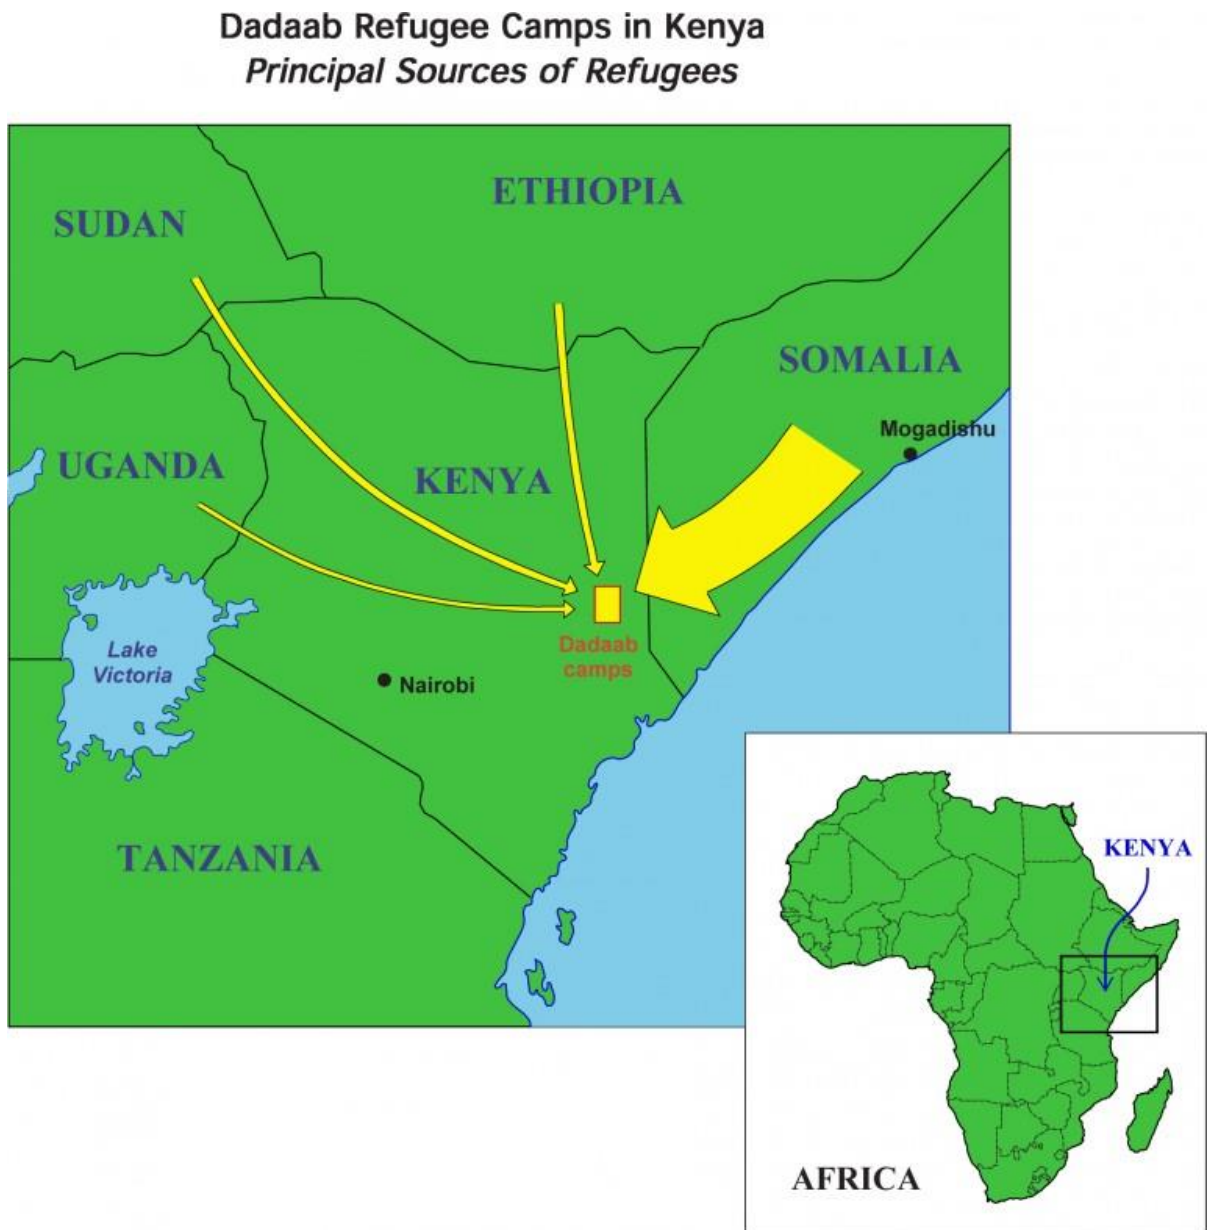 Dadaab Refugee Camps in Kenya
Principal Sources of Refugees
ETHIOPIA
SUDAN
SOMALIA
Mogadishu
UGANDA
KENYA
Dadaab
camps
Lake
Victoria
Nairobi
TANZANIA
KENYA
AFRICA